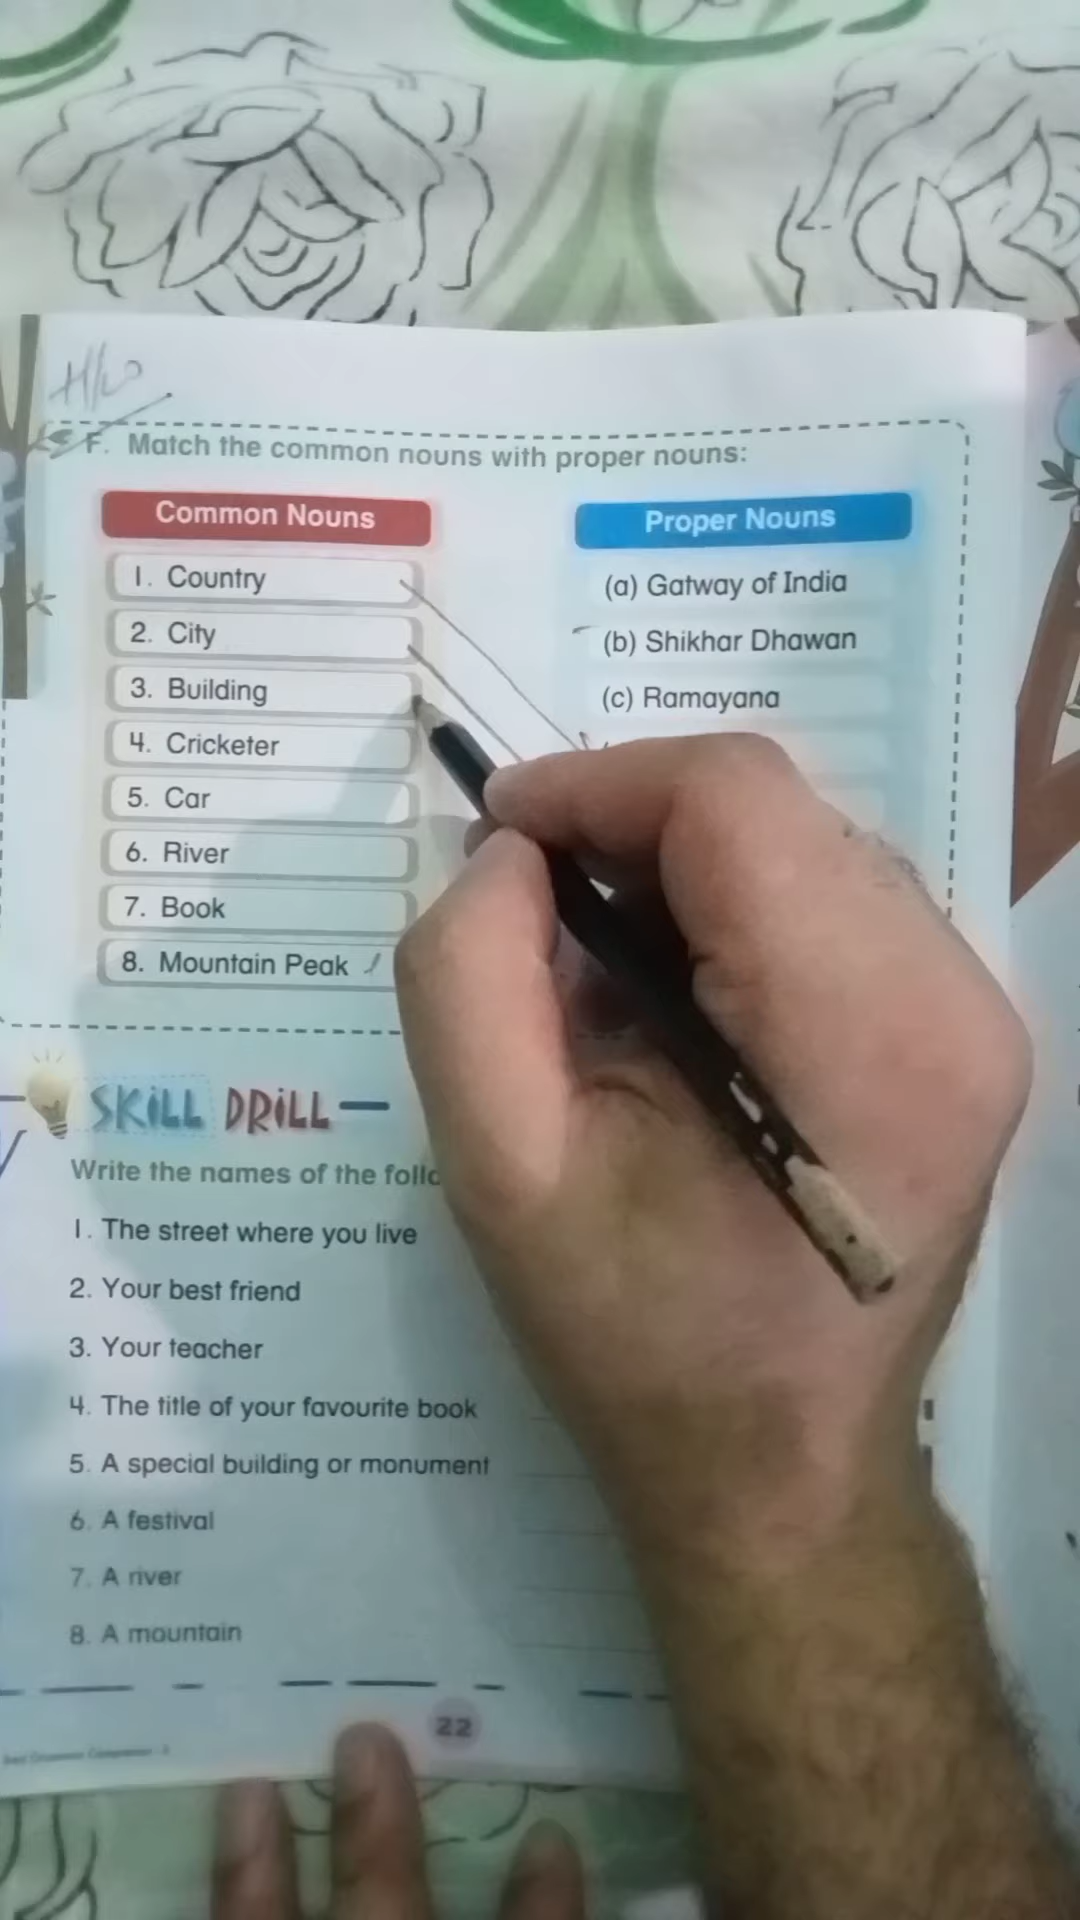 H/W
F. Match the common nouns with proper nouns:
Common Nouns
Proper Nouns
1. Country
(a) Gatway of India
2. City
(b) Shikhar Dhawan
3. Building
(c) Ramayana
4. Cricketer
5. Car
6. River
7. Book
8. Mountain Peak
SKILL DRILL
Write the names of the
1. The street where you live
2. Your best friend
3. Your teacher
4. The title of your favourite book
5. A special building or monument
6. A festival
7. A river
8. A mountain
22